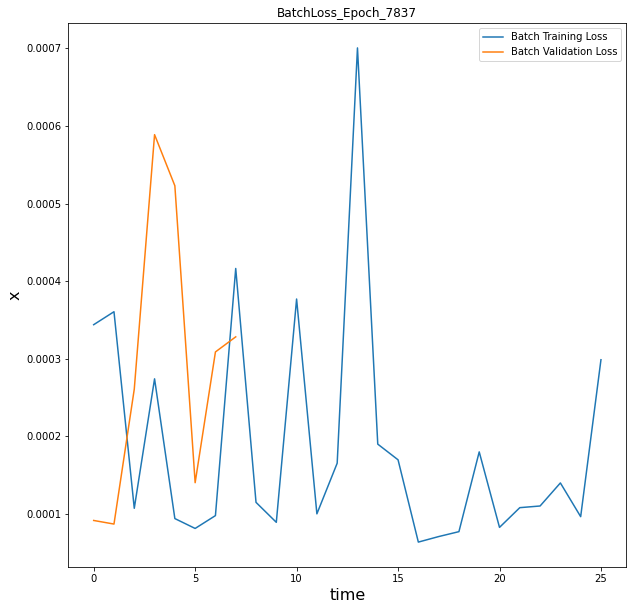 BatchLoss_Epoch_7837
Batch Training Loss
Batch Validation Loss
0.0007
0.0006
0.0005
0.0004
0.0003
0.0002
0.0001
x
0 5 10 15 20 25
time